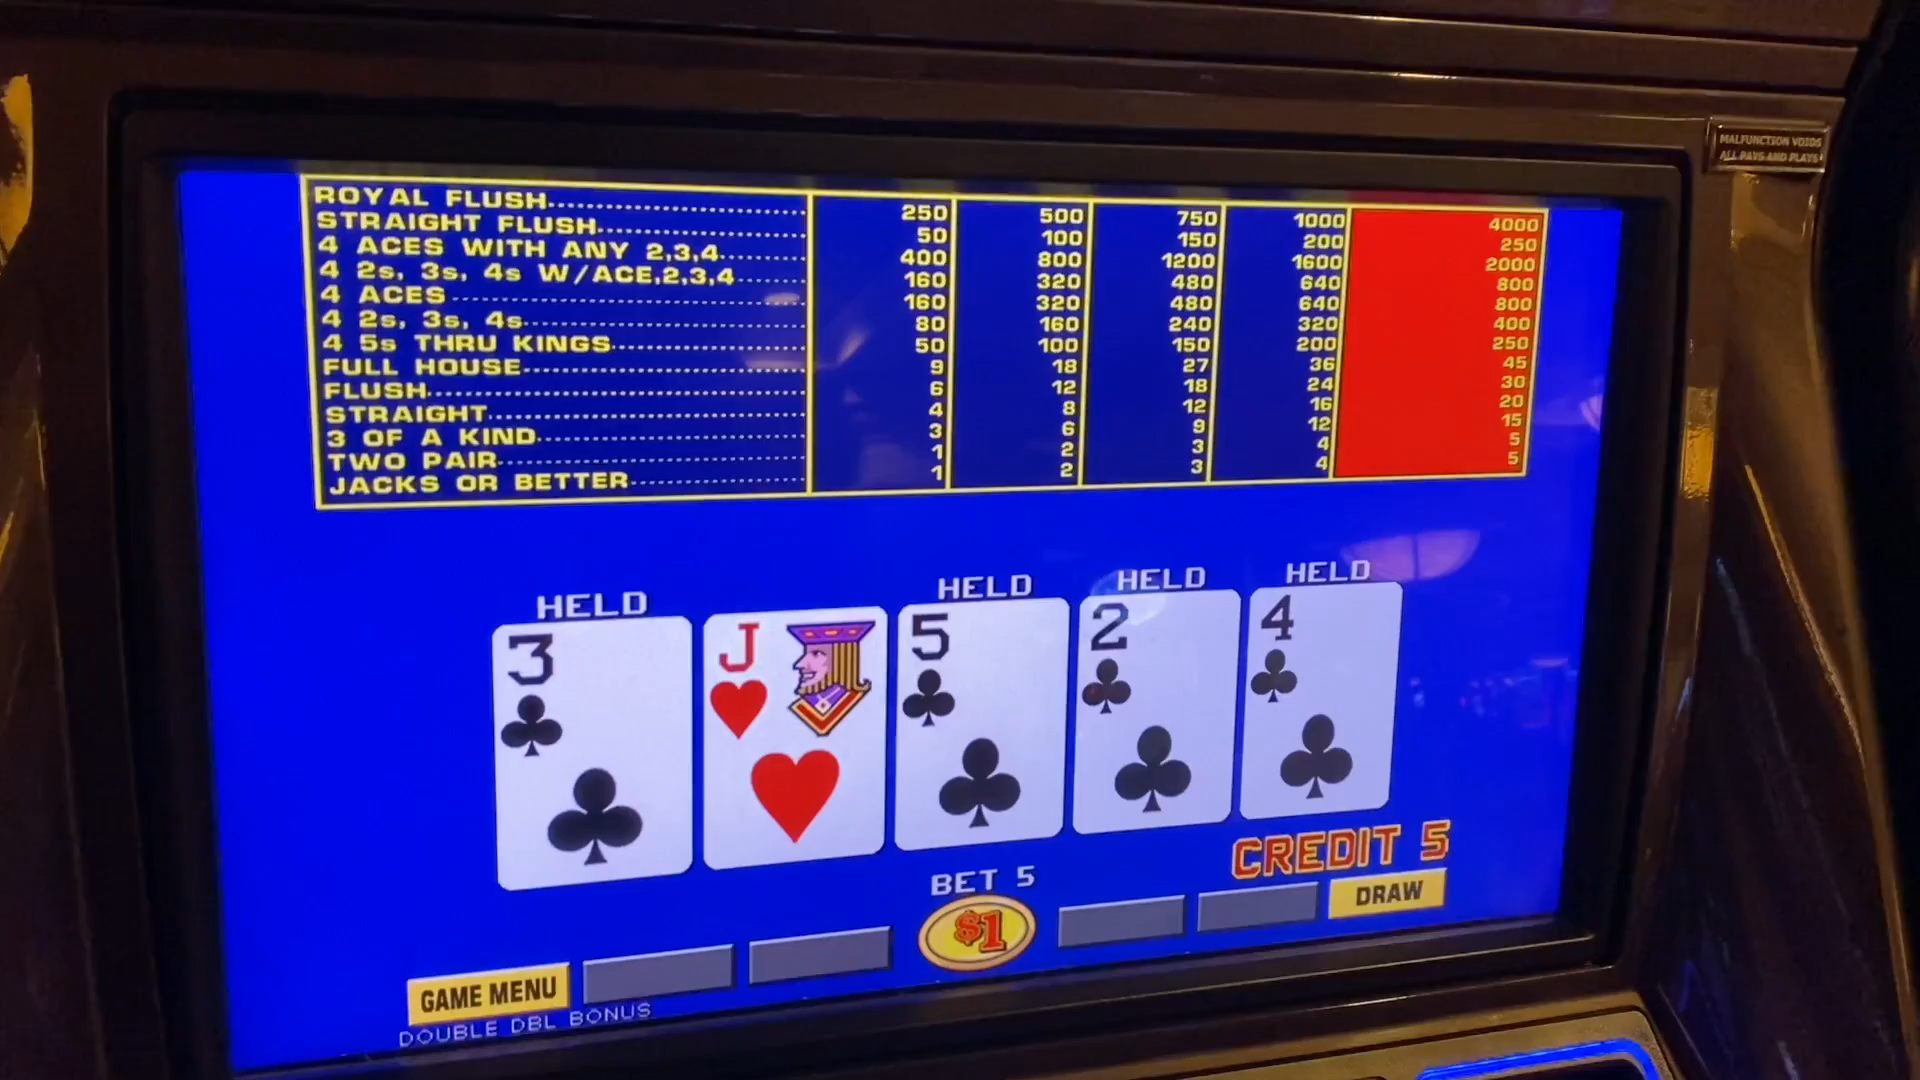 MALFUNCTION VOIDS
ALL PAYS AND PLAYS
ROYAL FLUSH 250 500 750 1000 4000
STRAIGHT FLUSH 50 100 150 200 250
4 ACES WITH ANY 2,3,4 400 800 1200 1600 2000
4 2s, 3s, 4s W/ACE,2,3,4 160 320 480 640 800
4 ACES 160 320 480 640 800
4 2s, 3s, 4s 80 160 240 320 400
4 5s THRU KINGS 50 100 150 200 250
FULL HOUSE 9 18 27 36 45
FLUSH 6 12 18 24 30
STRAIGHT 4 8 12 16 20
3 OF A KIND 3 6 9 12 15
TWO PAIR 1 2 3 4 5
JACKS OR BETTER 1 2 3 4 5
HELD HELD HELD HELD
3 J 5 2 4
CREDIT 5
BET 5
$1
DRAW
GAME MENU
DOUBLE DBL BONUS